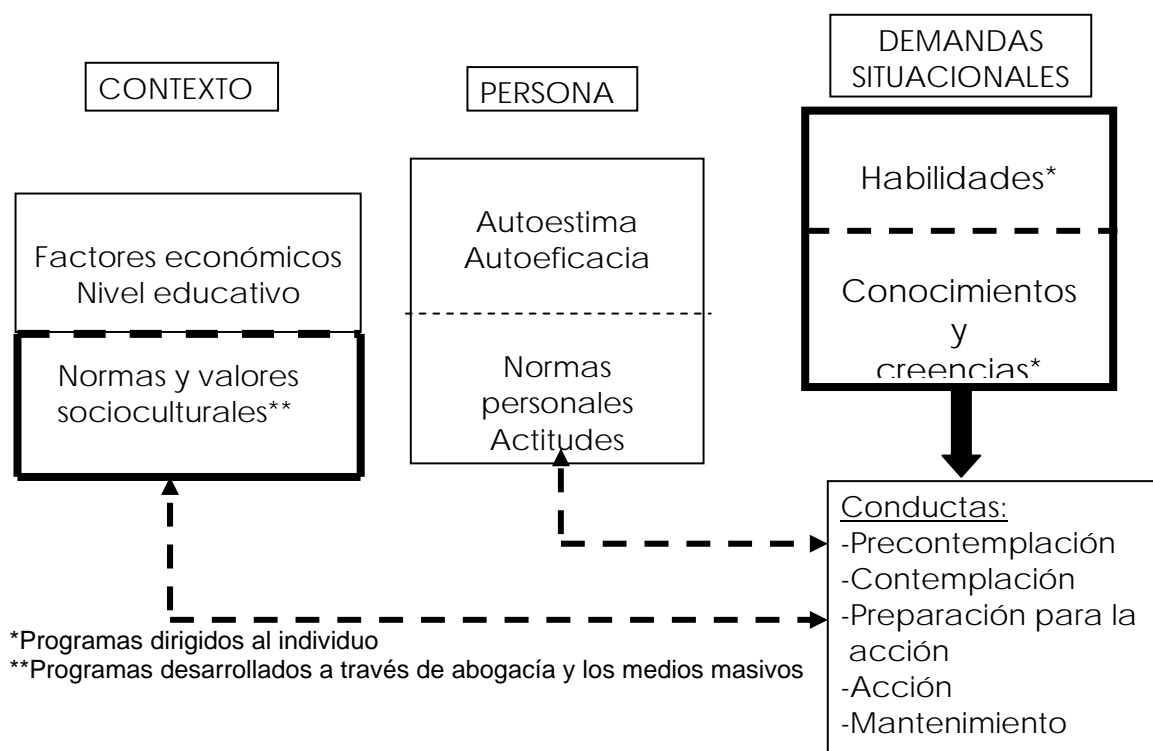 CONTEXTO
Factores económicos
Nivel educativo
Normas y valores
socioculturales**
PERSONA
Autoestima
Autoeficacia
Normas
personales
Actitudes
DEMANDAS
SITUACIONALES
Habilidades*
Conocimientos
y
creencias*
Conductas:
-Precontemplación
-Contemplación
-Preparación para la
acción
-Acción
-Mantenimiento
*Programas dirigidos al individuo
**Programas desarrollados a través de abogacía y los medios masivos